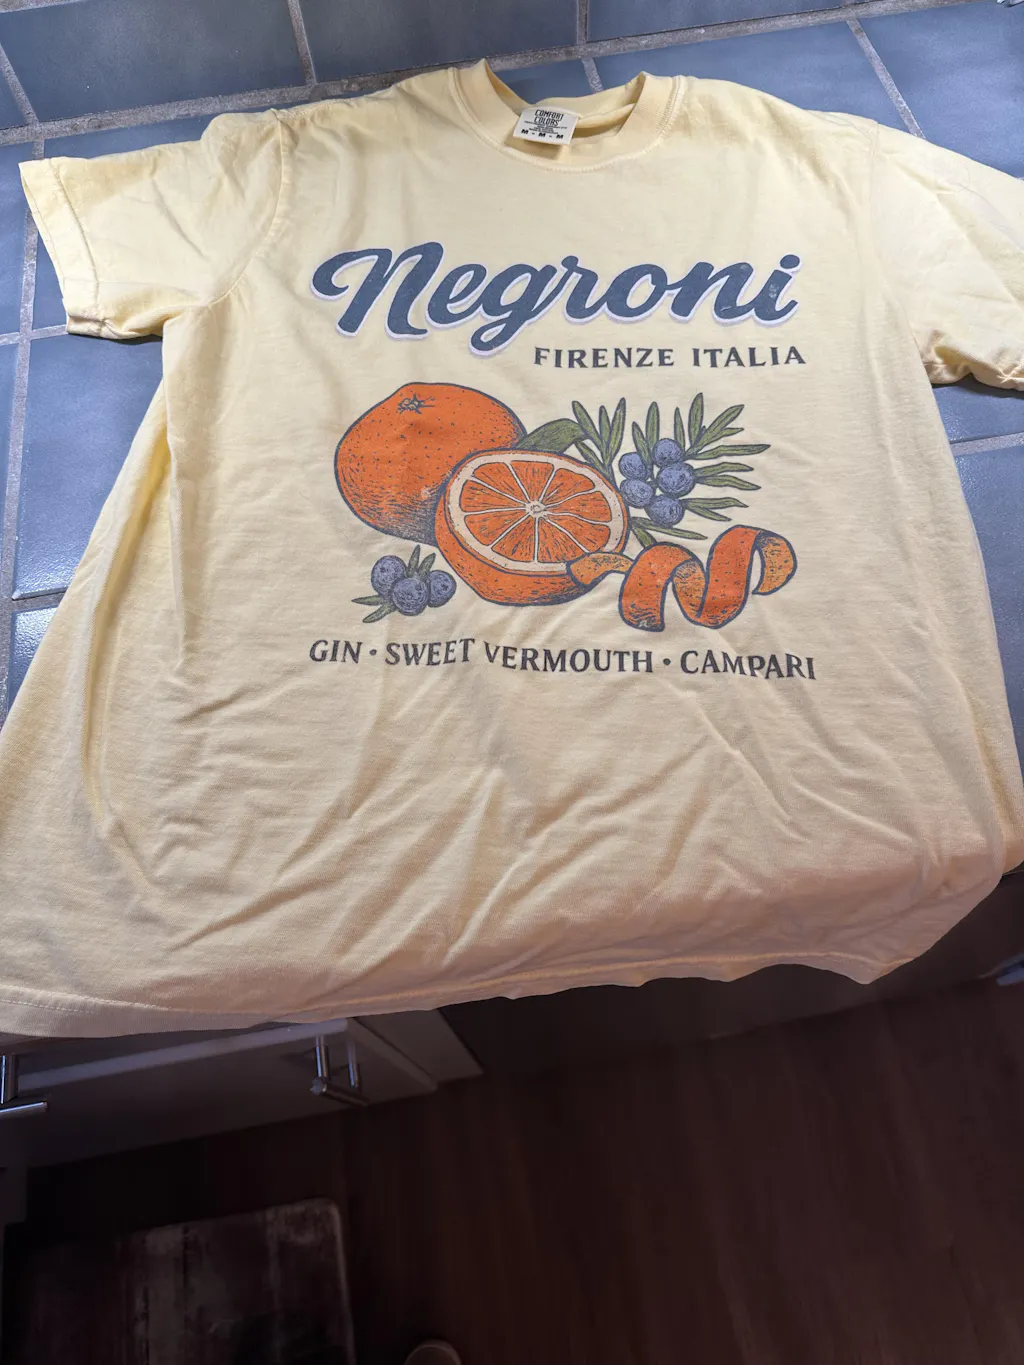 COMFORT
COLORS
M - M - M
Negroni
FIRENZE ITALIA
GIN • SWEET VERMOUTH • CAMPARI